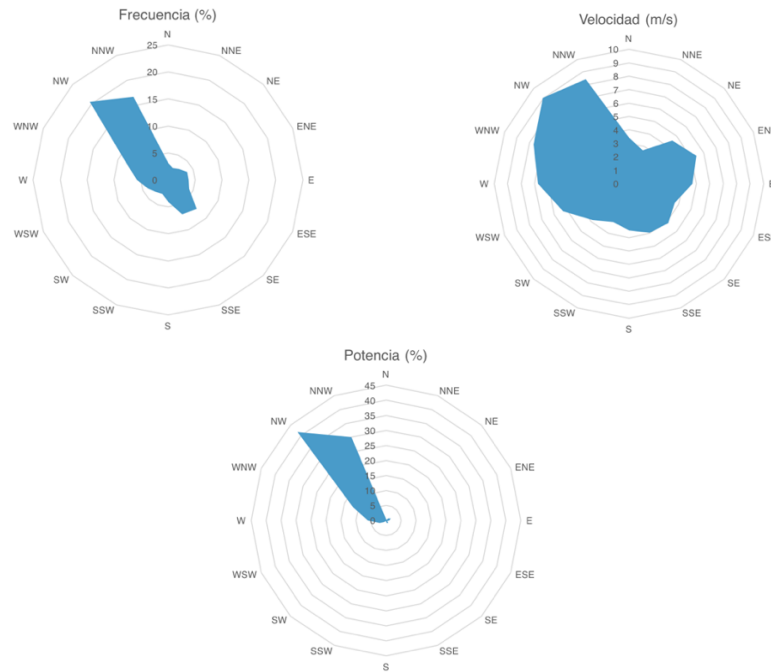 Frecuencia (%)
N
NNW
NNE
NW
NE
WNW
ENE
W
E
WSW
ESE
SW
SE
SSW
SSE
S
25
20
15
10
5
0
Velocidad (m/s)
N
NNW
NNE
NW
NE
WNW
EN
W
WSW
ES
SW
SE
SSW
SSE
S
10
9
8
7
6
5
4
3
2
1
0
Potencia (%)
N
NNW
NNE
NW
NE
WNW
ENE
W
E
WSW
ESE
SW
SE
SSW
SSE
S
45
40
35
30
25
20
15
10
5
0